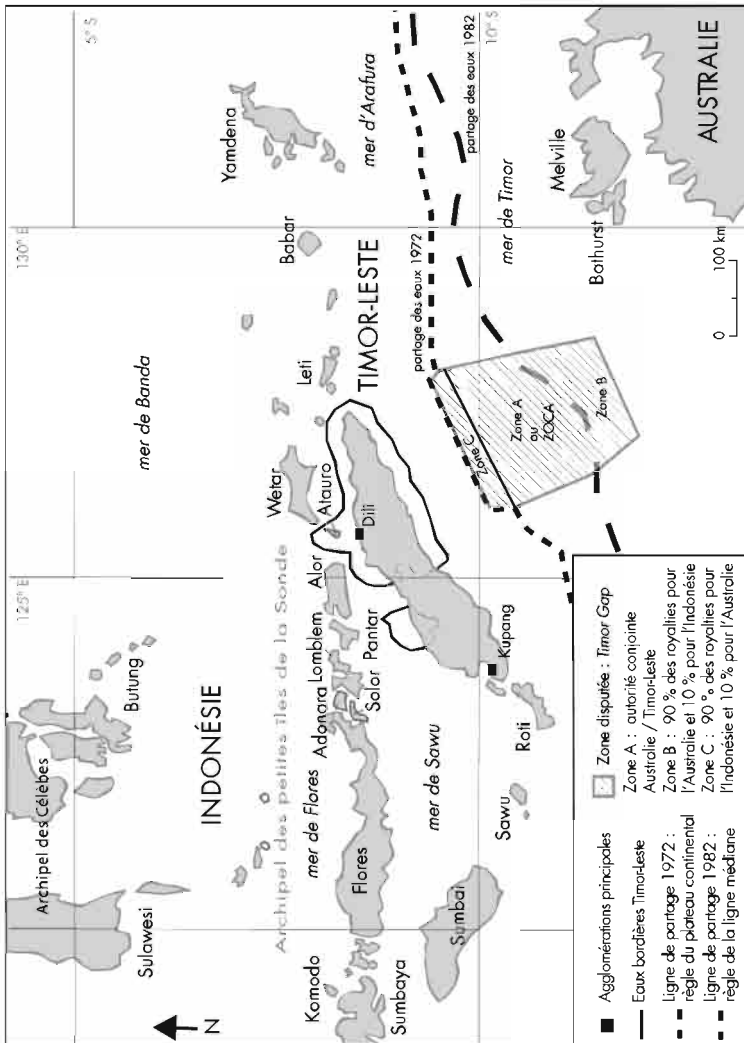 125° E
130° E
5° S
Archipel des Célèbes
Sulawesi
Butung
INDONÉSIE
mer de Banda
Yamdena
Babar
mer d'Arafura
Archipel des petites îles de la Sonde
Komodo
Sumbaya
mer de Flores
Flores
Adonara
Lomblem
Solor
Pantar
Alor
Wetar
Atauro
Leti
TIMOR-LESTE
Dili
Sumbai
mer de Sawu
Sawu
Roti
Kupang
partage des eaux 1972
partage des eaux 1982
10° S
mer de Timor
Zone C
Zone A
ou
ZOCA
Zone B
Melville
Bathurst
AUSTRALIE
0 100 km
N
Agglomérations principales
Eaux bordières Timor-Leste
Ligne de partage 1972 :
règle du plateau continental
Ligne de partage 1982 :
règle de la ligne médiane
Zone disputée : Timor Gap
Zone A : autorité conjointe
Australie / Timor-Leste
Zone B : 90 % des royalties pour
l'Australie et 10 % pour l'Indonésie
Zone C : 90 % des royalties pour
l'Indonésie et 10 % pour l'Australie